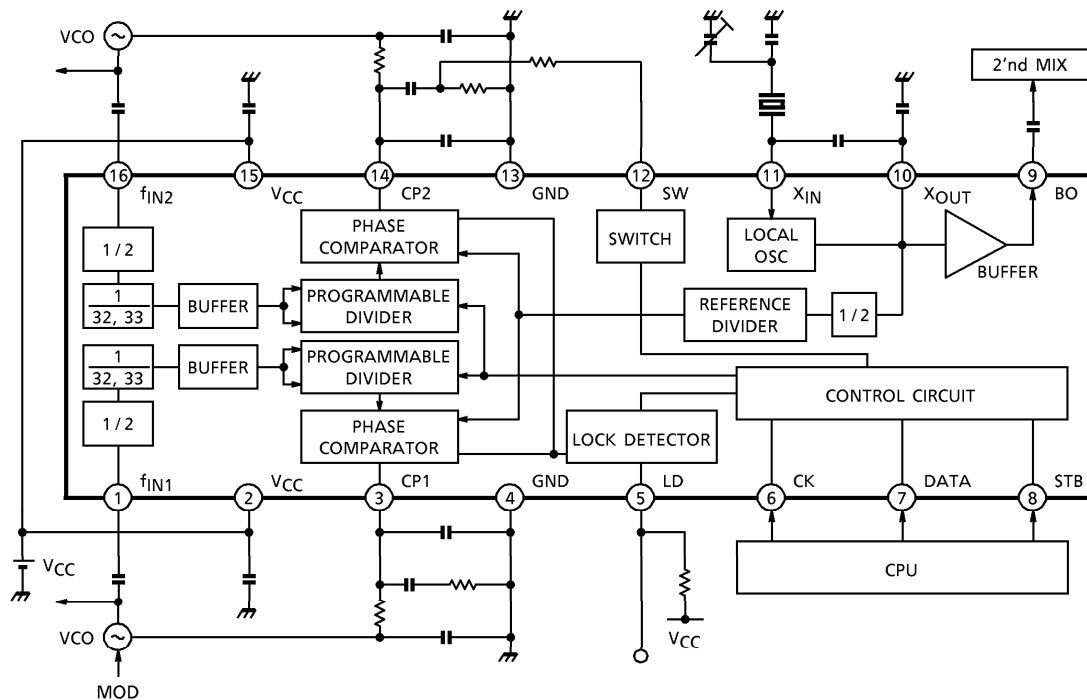 VCO
2'nd MIX
16
15
14
13
12
11
10
9
fIN2
VCC
CP2
GND
SW
XIN
XOUT
BO
1 / 2
PHASE
COMPARATOR
SWITCH
LOCAL
OSC
BUFFER
1
32, 33
BUFFER
PROGRAMMABLE
DIVIDER
REFERENCE
DIVIDER
1 / 2
1
32, 33
BUFFER
PROGRAMMABLE
DIVIDER
CONTROL CIRCUIT
1 / 2
PHASE
COMPARATOR
LOCK DETECTOR
fIN1
VCC
CP1
GND
LD
CK
DATA
STB
1
2
3
4
5
6
7
8
VCC
CPU
VCO
VCC
MOD